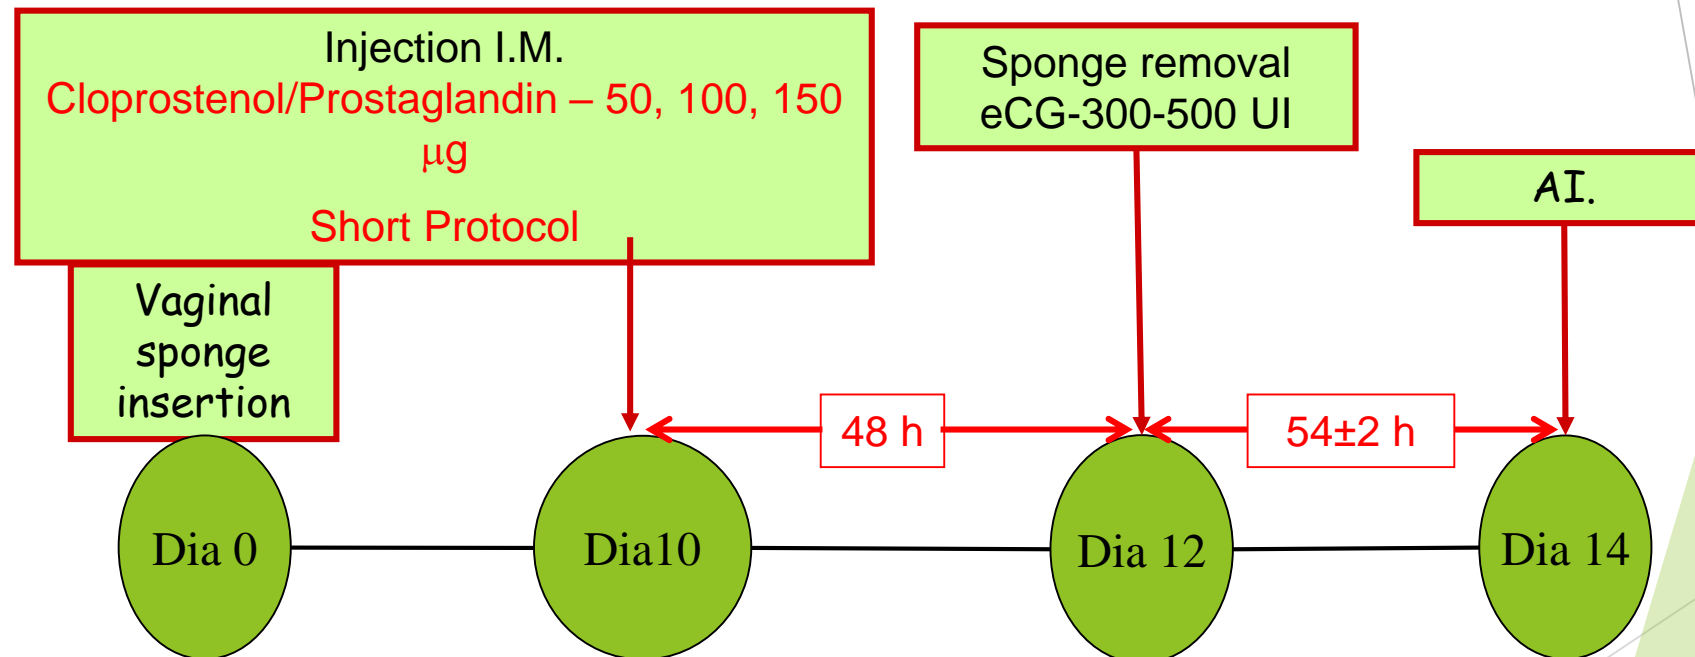 Injection I.M.
Cloprostenol/Prostaglandin – 50, 100, 150
μg
Short Protocol
Sponge removal
eCG-300-500 UI
AI.
Vaginal
sponge
insertion
48 h
54±2 h
Dia 0
Dia10
Dia 12
Dia 14